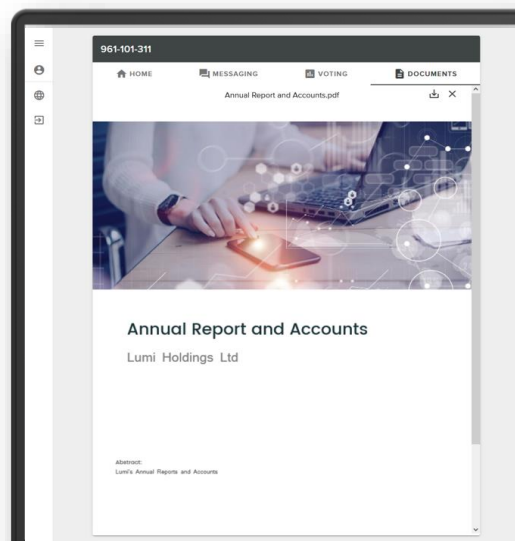 961-101-311
HOME MESSAGING VOTING DOCUMENTS
Annual Report and Accounts.pdf
Annual Report and Accounts
Lumi Holdings Ltd
Abstract:
Lumi's Annual Reports and Accounts